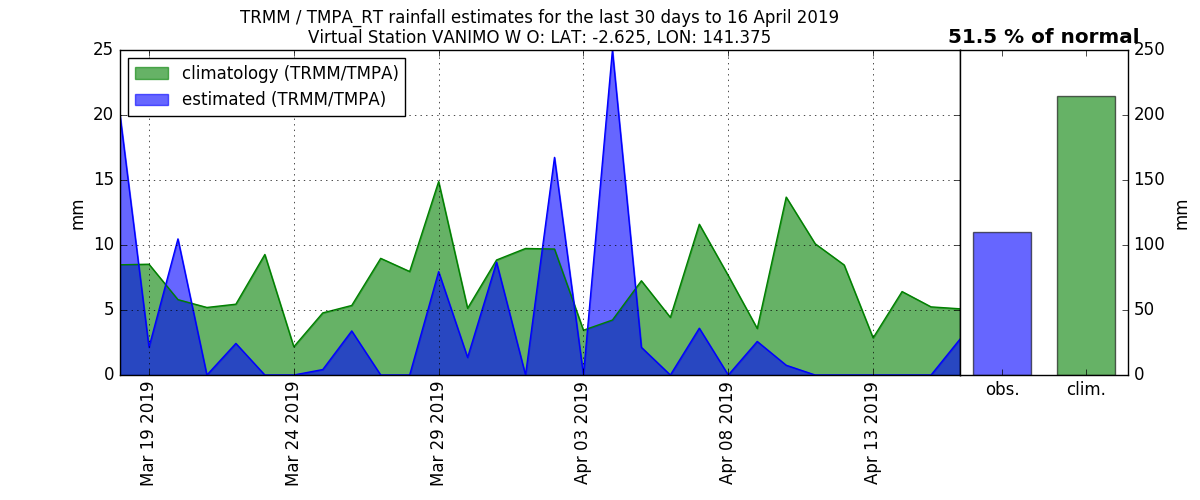 TRMM / TMPA_RT rainfall estimates for the last 30 days to 16 April 2019
Virtual Station VANIMO W O: LAT: -2.625, LON: 141.375
51.5 % of normal
climatology (TRMM/TMPA)
estimated (TRMM/TMPA)
25
20
15
10
5
0
mm
Mar 19 2019
Mar 24 2019
Mar 29 2019
Apr 03 2019
Apr 08 2019
Apr 13 2019
obs.
clim.
250
200
150
100
50
0
mm